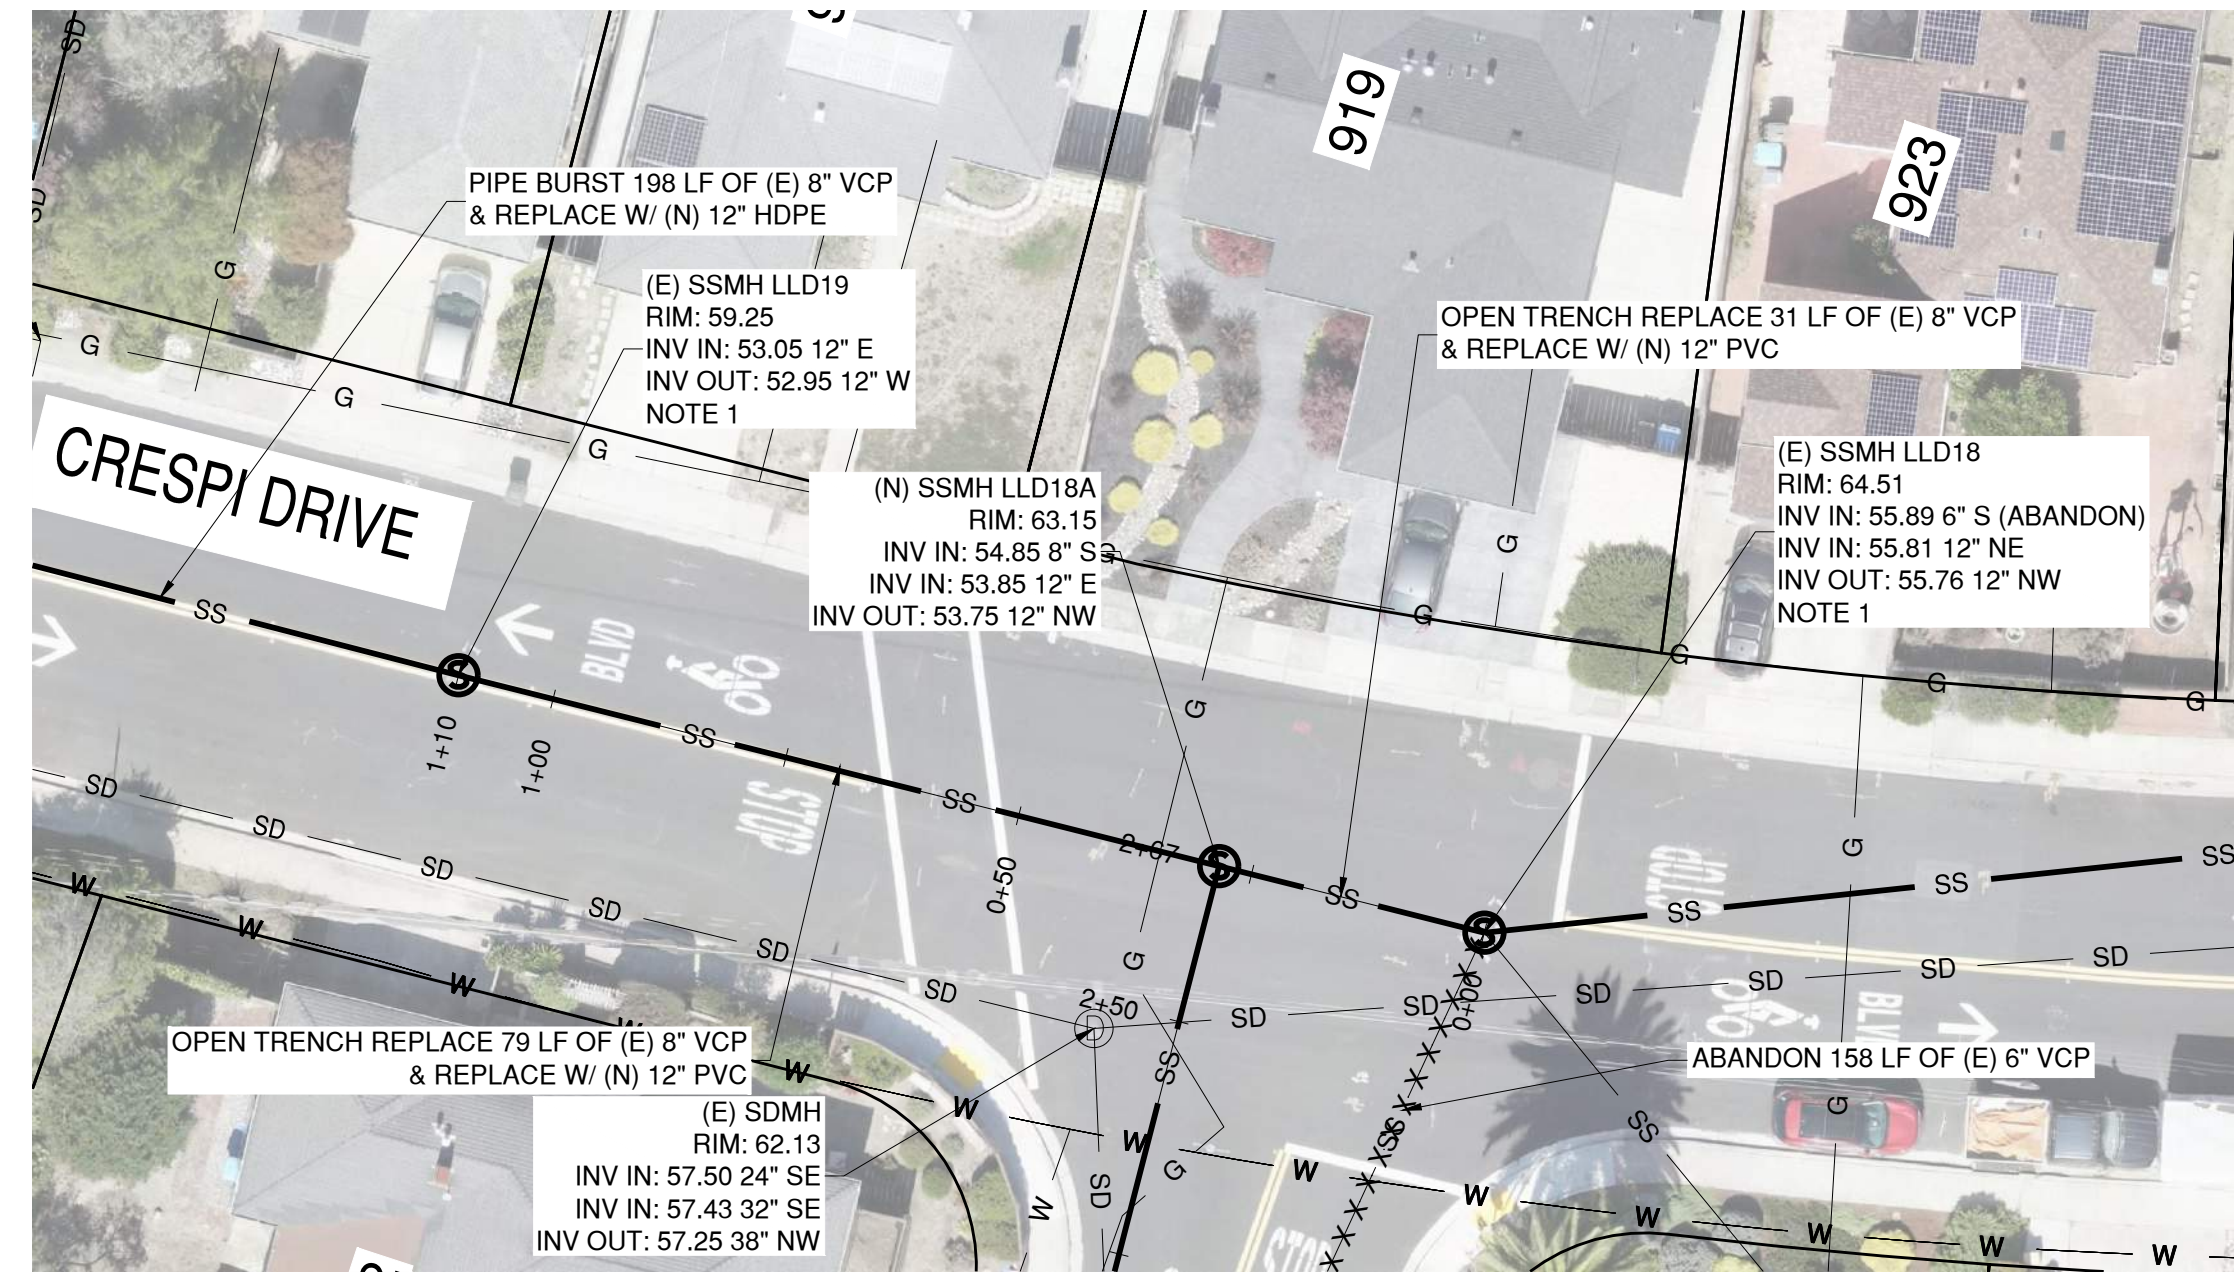 SD
919
923
PIPE BURST 198 LF OF (E) 8" VCP
& REPLACE W/ (N) 12" HDPE
SD
G
(E) SSMH LLD19
RIM: 59.25
INV IN: 53.05 12" E
INV OUT: 52.95 12" W
NOTE 1
OPEN TRENCH REPLACE 31 LF OF (E) 8" VCP
& REPLACE W/ (N) 12" PVC
G
G
G
CRESPI DRIVE
(N) SSMH LLD18A
RIM: 63.15
INV IN: 54.85 8" S
INV IN: 53.85 12" E
INV OUT: 53.75 12" NW
G
G
(E) SSMH LLD18
RIM: 64.51
INV IN: 55.89 6" S (ABANDON)
INV IN: 55.81 12" NE
INV OUT: 55.76 12" NW
NOTE 1
G
G
G
G
SS
S
BLVD
G
SS
1+10
1+00
STOP
SS
SD
SD
SD
SD
SD
SD
2+67
S
0+50
SS
S
G
STOP
SS
SS
SS
W
W
W
W
G
2+50
D
SD
SD
0+00
SD
SD
SD
SD
BLVD
OPEN TRENCH REPLACE 79 LF OF (E) 8" VCP
& REPLACE W/ (N) 12" PVC
W
W
W
SS
ABANDON 158 LF OF (E) 6" VCP
(E) SDMH
RIM: 62.13
INV IN: 57.50 24" SE
INV IN: 57.43 32" SE
INV OUT: 57.25 38" NW
SS
SS
G
W
SD
G
W
W
W
W
W
W
STOP